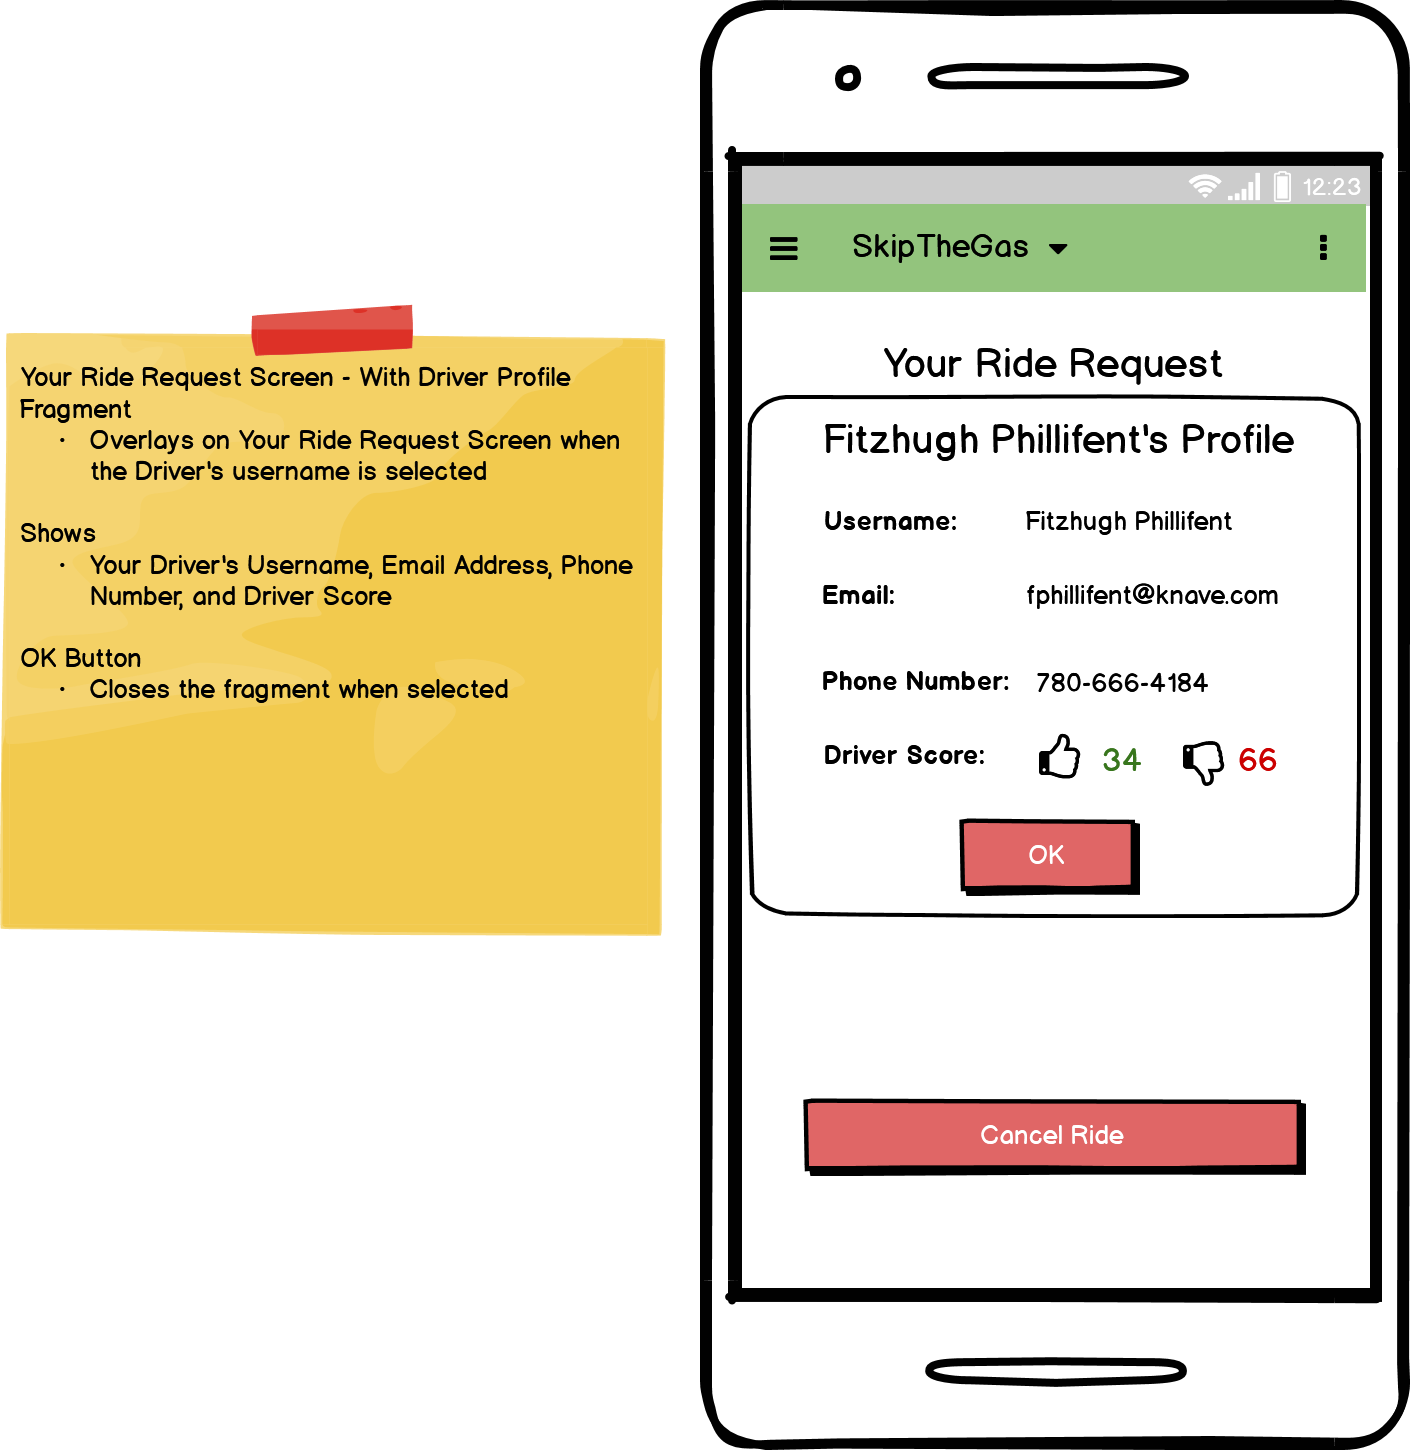 Your Ride Request Screen - With Driver Profile
Fragment
· Overlays on Your Ride Request Screen when
the Driver's username is selected
Shows
· Your Driver's Username, Email Address, Phone
Number, and Driver Score
OK Button
· Closes the fragment when selected
12:23
SkipTheGas
Your Ride Request
Fitzhugh Phillifent's Profile
Username: Fitzhugh Phillifent
Email: fphillifent@knave.com
Phone Number: 780-666-4184
Driver Score: 34 66
OK
Cancel Ride